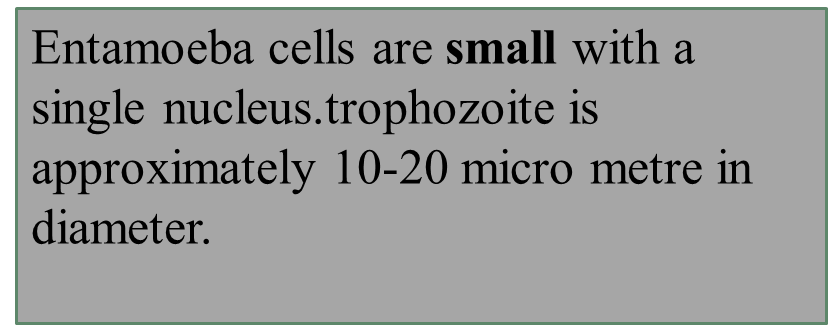 Entamoeba cells are small with a
single nucleus.trophozoite is
approximately 10-20 micro metre in
diameter.